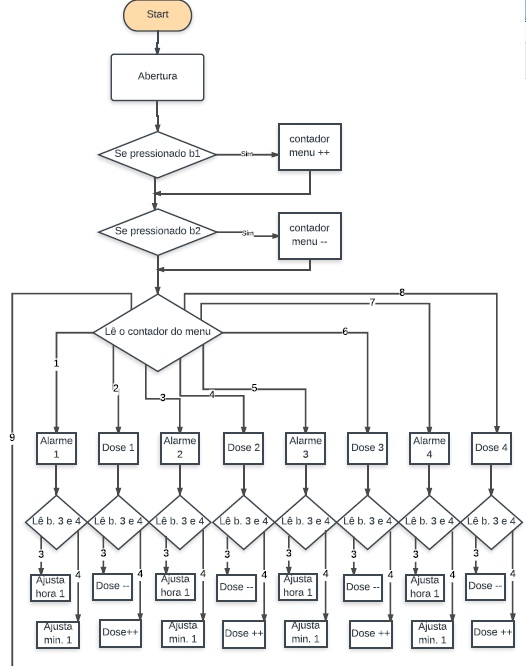 Start
Abertura
Se pressionado b1
Sim
contador
menu ++
Se pressionado b2
Sim
contador
menu --
Lê o contador do menu
8
7
6
1
2
3
4
5
9
Alarme
1
Dose 1
Alarme
2
Dose 2
Alarme
3
Dose 3
Alarme
4
Dose 4
Lê b. 3 e 4
Lê b. 3 e 4
Lê b. 3 e 4
Lê b. 3 e 4
Lê b. 3 e 4
Lê b. 3 e 4
Lê b. 3 e 4
Lê b. 3 e 4
3
3
3
3
3
3
3
3
4
4
4
4
4
4
4
4
Ajusta
hora 1
Dose --
Ajusta
hora 1
Dose --
Ajusta
hora 1
Dose --
Ajusta
hora 1
Dose --
Ajusta
min. 1
Dose++
Ajusta
min. 1
Dose ++
Ajusta
min. 1
Dose ++
Ajusta
min. 1
Dose ++